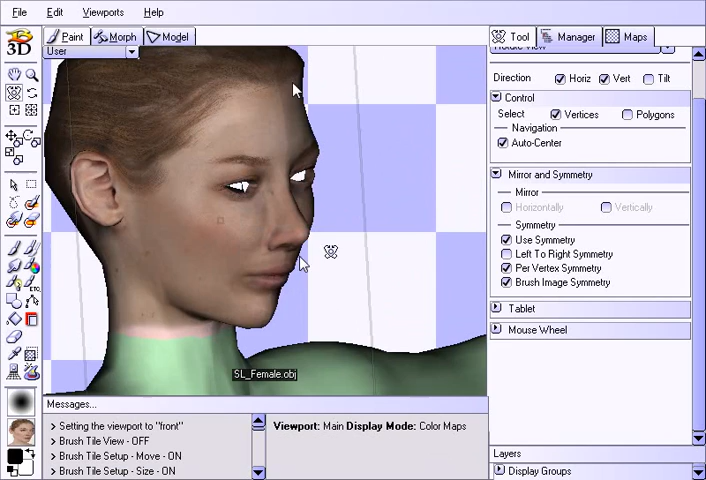 File Edit Viewports Help
3D
Paint Morph Model Tool Manager Maps
User
Direction Horiz Vert Tilt
Control
Select Vertices Polygons
Navigation
Auto-Center
Mirror and Symmetry
Mirror
Horizontally Vertically
Symmetry
Use Symmetry
Left To Right Symmetry
Per Vertex Symmetry
Brush Image Symmetry
Tablet
Mouse Wheel
ETC
SL_Female.obj
Messages...
> Setting the viewport to "front"
> Brush Tile View - OFF
> Brush Tile Setup - Move - ON
> Brush Tile Setup - Size - ON
Viewport: Main Display Mode: Color Maps
Layers
Display Groups